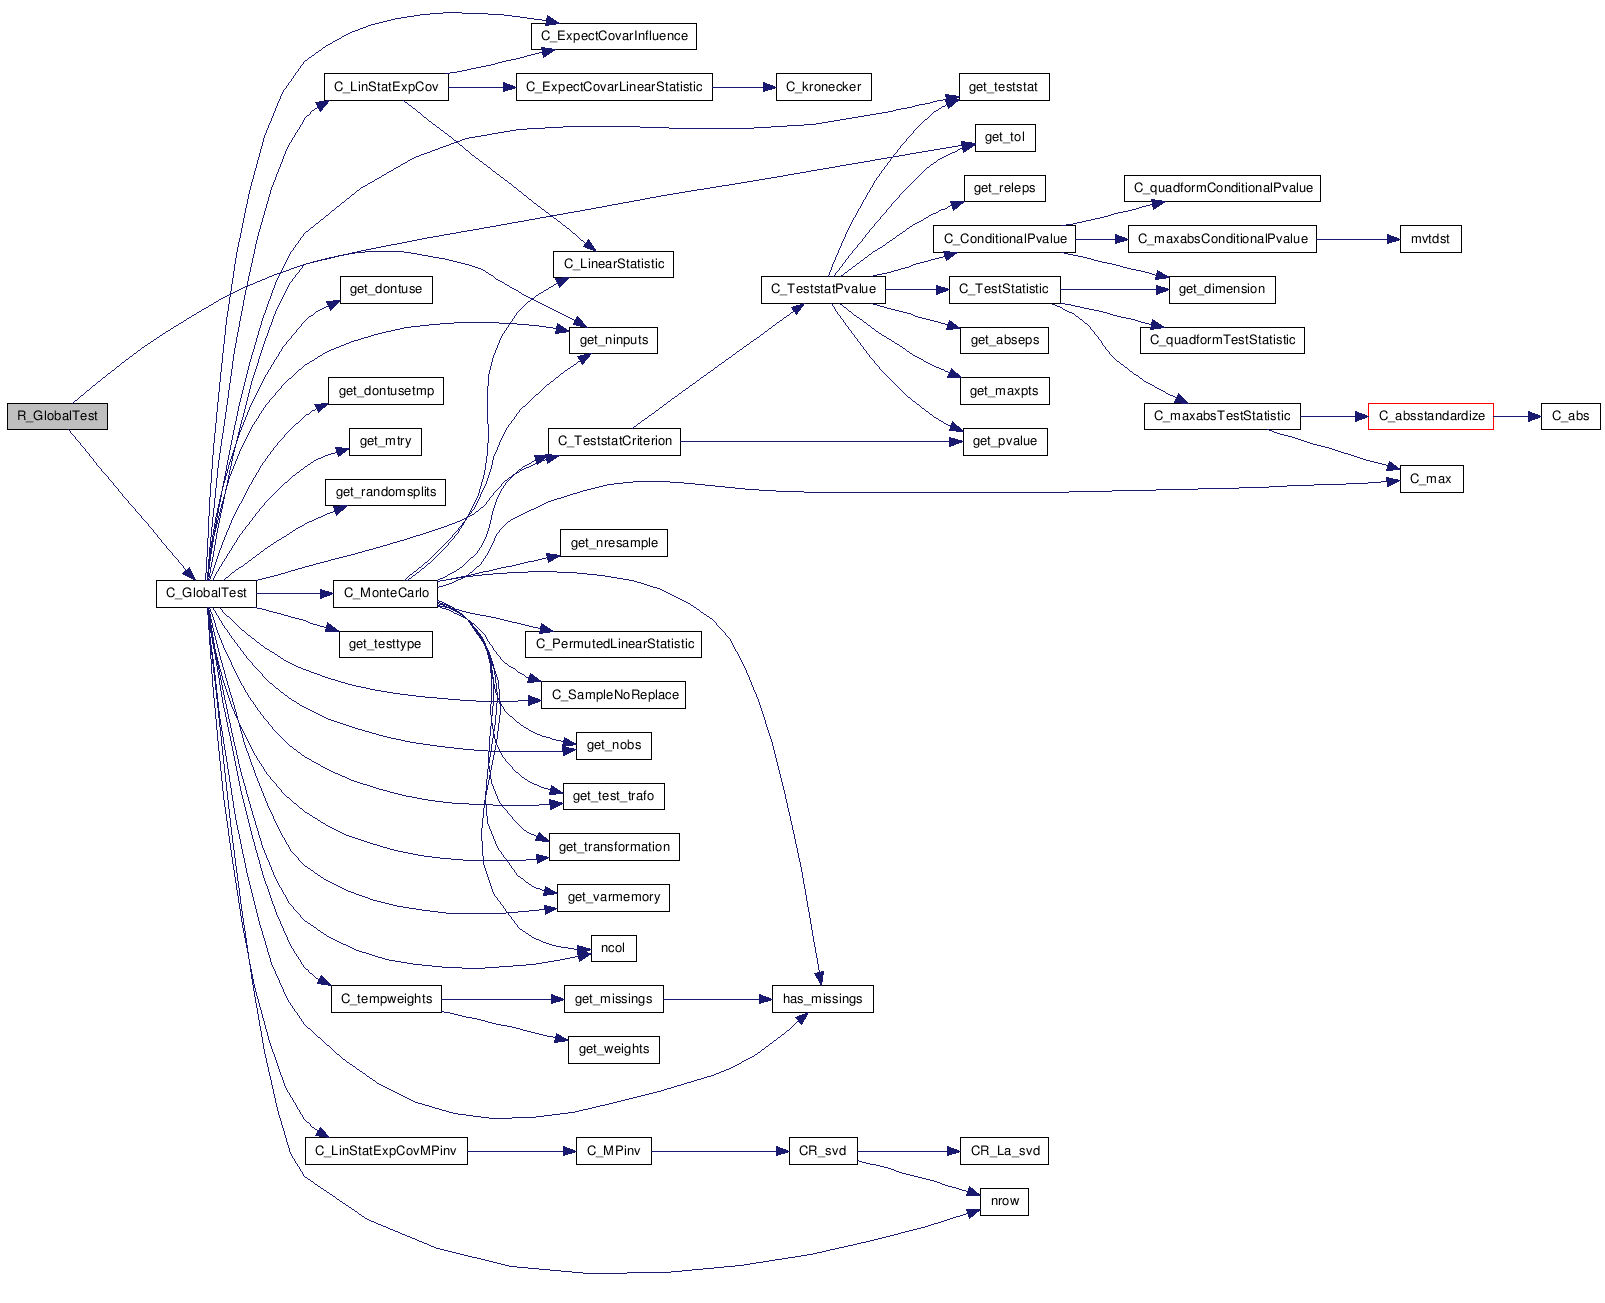 C_ExpectCovarInfluence
C_LinStatExpCov
C_ExpectCovarLinearStatistic
C_kronecker
get_teststat
get_tol
C_quadformConditionalPvalue
get_releps
C_ConditionalPvalue
C_maxabsConditionalPvalue
mvtdst
C_LinearStatistic
get_dontuse
C_TeststatPvalue
C_TestStatistic
get_dimension
get_ninputs
get_abseps
C_quadformTestStatistic
get_dontusetmp
get_maxpts
R_GlobalTest
C_maxabsTestStatistic
C_absstandardize
C_abs
get_mtry
C_TeststatCriterion
get_pvalue
C_max
get_randomsplits
get_nresample
C_GlobalTest
C_MonteCarlo
get_testtype
C_PermutedLinearStatistic
C_SampleNoReplace
get_nobs
get_test_trafo
get_transformation
get_varmemory
ncol
C_tempweights
get_missings
has_missings
get_weights
C_LinStatExpCovMPinv
C_MPinv
CR_svd
CR_La_svd
nrow